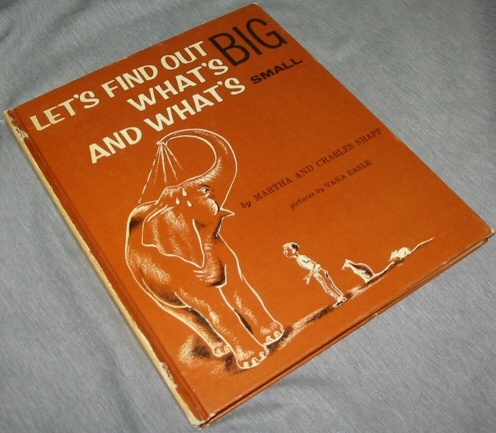 LET'S FIND OUT
WHAT'S BIG
AND WHAT'S SMALL
by MARTHA AND CHARLES SHAPP
pictures by VANA EARLE